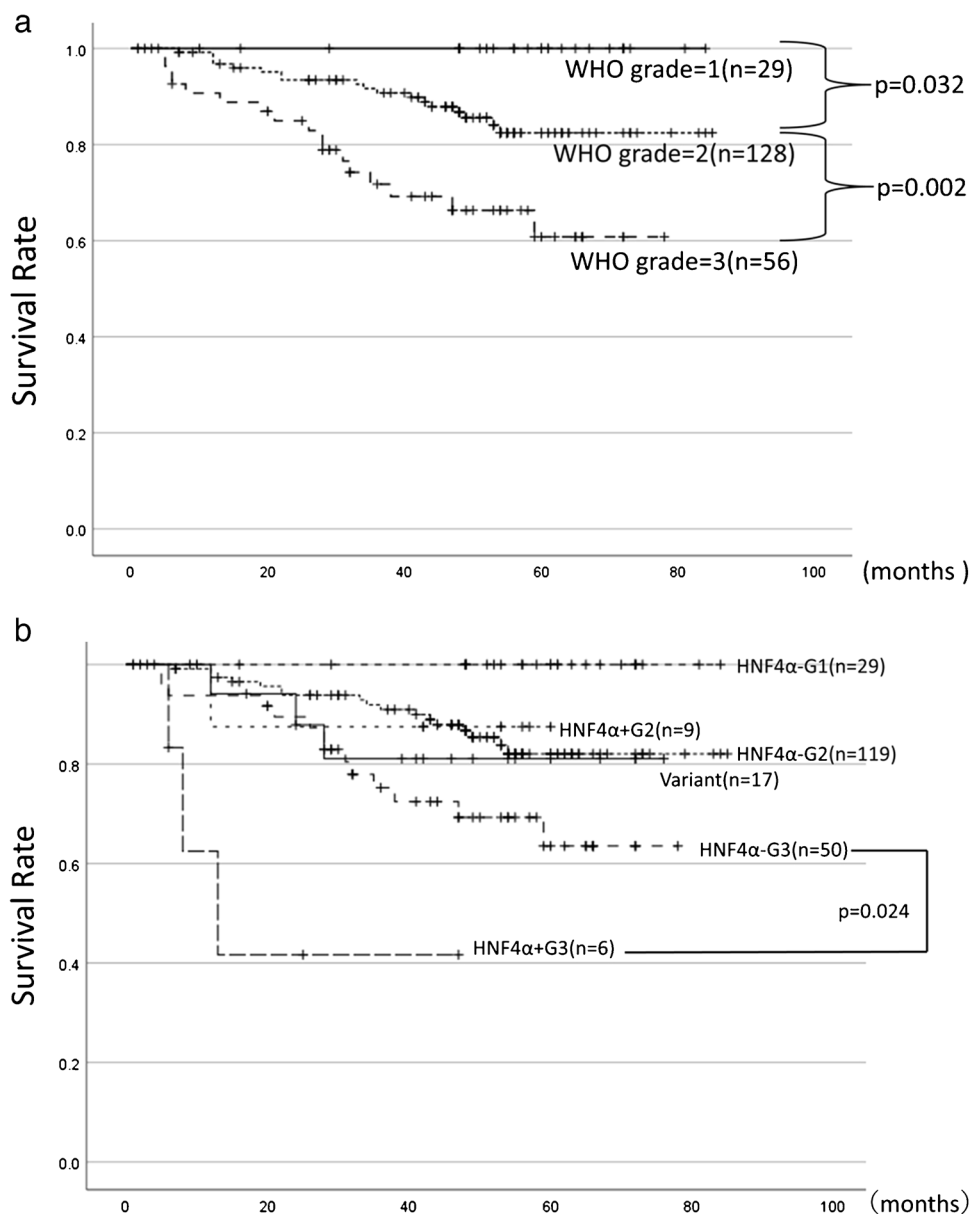 a
1.0
WHO grade=1(n=29)
p=0.032
0.8
WHO grade=2(n=128)
p=0.002
0.6
WHO grade=3(n=56)
Survival Rate
0.4
0.2
0.0
0 20 40 60 80 100 (months )
b
HNF4α-G1(n=29)
HNF4α+G2(n=9)
HNF4α-G2(n=119)
0.8
Variant(n=17)
HNF4α-G3(n=50)
0.6
p=0.024
HNF4α+G3(n=6)
Survival Rate
0.4
0.2
0.0
0 20 40 60 80 100 (months)